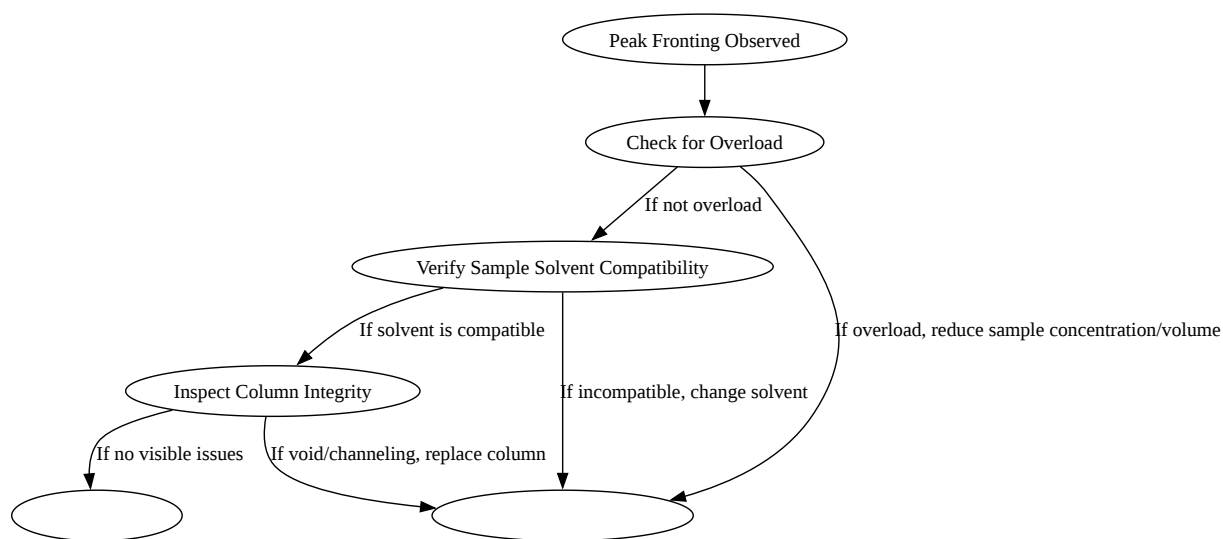 Peak Fronting Observed
Check for Overload
If not overload
Verify Sample Solvent Compatibility
If solvent is compatible
If overload, reduce sample concentration/volume
Inspect Column Integrity
If incompatible, change solvent
If no visible issues
If void/channeling, replace column